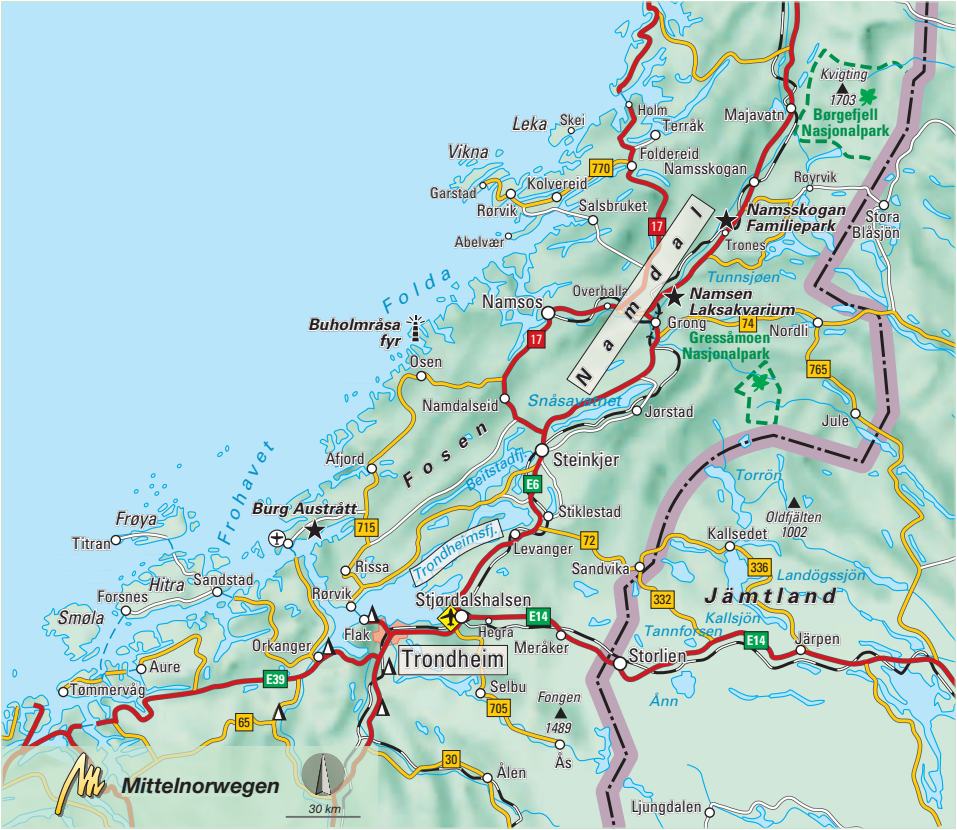 Kvigting
1703
Børgefjell
Nasjonalpark
Holm
Majavatn
Leka
Skei
Terråk
Vikna
Foldereid
770
Namsskogan
Garstad
Kolvereid
Røyrvik
Rørvik
Salsbruket
Namsskogan
Familiepark
Stora
Blåsjön
17
Abelvær
Trones
Namdal
Tunnsjøen
Folda
Overhalla
Namsen
Laksakvarium
Namsos
Buholmråsa
fyr
Grong
74
Nordli
17
Gressåmoen
Nasjonalpark
Osen
765
Namdalseid
Snåsavatnet
Jørstad
Jule
Fosen
Steinkjer
Afjord
Beitstadfj.
Torrön
Frohavet
E6
Burg Austrått
Oldfjälten
1002
Frøya
Stiklestad
715
Titran
Trondheimsfj.
Levanger
72
Kallsedet
Rissa
Sandvika
336
Landögssjön
Hitra
Sandstad
Forsnes
Rørvik
332
Jämtland
Stjørdalshalsen
Smøla
Flak
E14
Kallsjön
Hegra
Tannforsen
E14
Järpen
Orkanger
Meråker
Trondheim
Storlien
Aure
E39
Tømmervåg
Selbu
Ånn
705
Fongen
1489
65
Ås
30
Ålen
Mittelnorwegen
30 km
Ljungdalen